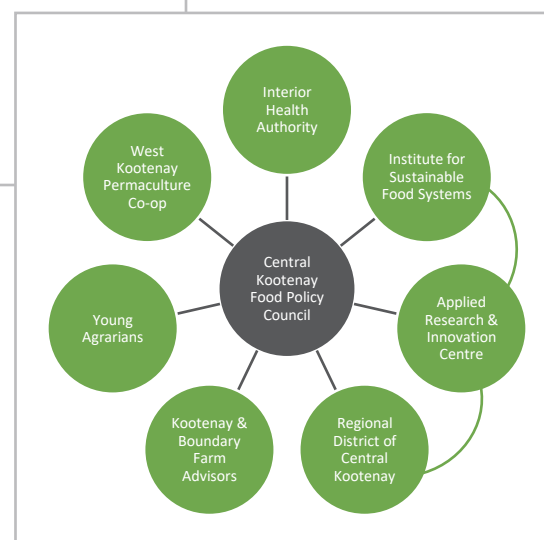 Interior
Health
Authority
West
Kootenay
Permaculture
Co-op
Institute for
Sustainable
Food Systems
Central
Kootenay
Food Policy
Council
Young
Agrarians
Applied
Research &
Innovation
Centre
Kootenay &
Boundary
Farm
Advisors
Regional
District of
Central
Kootenay